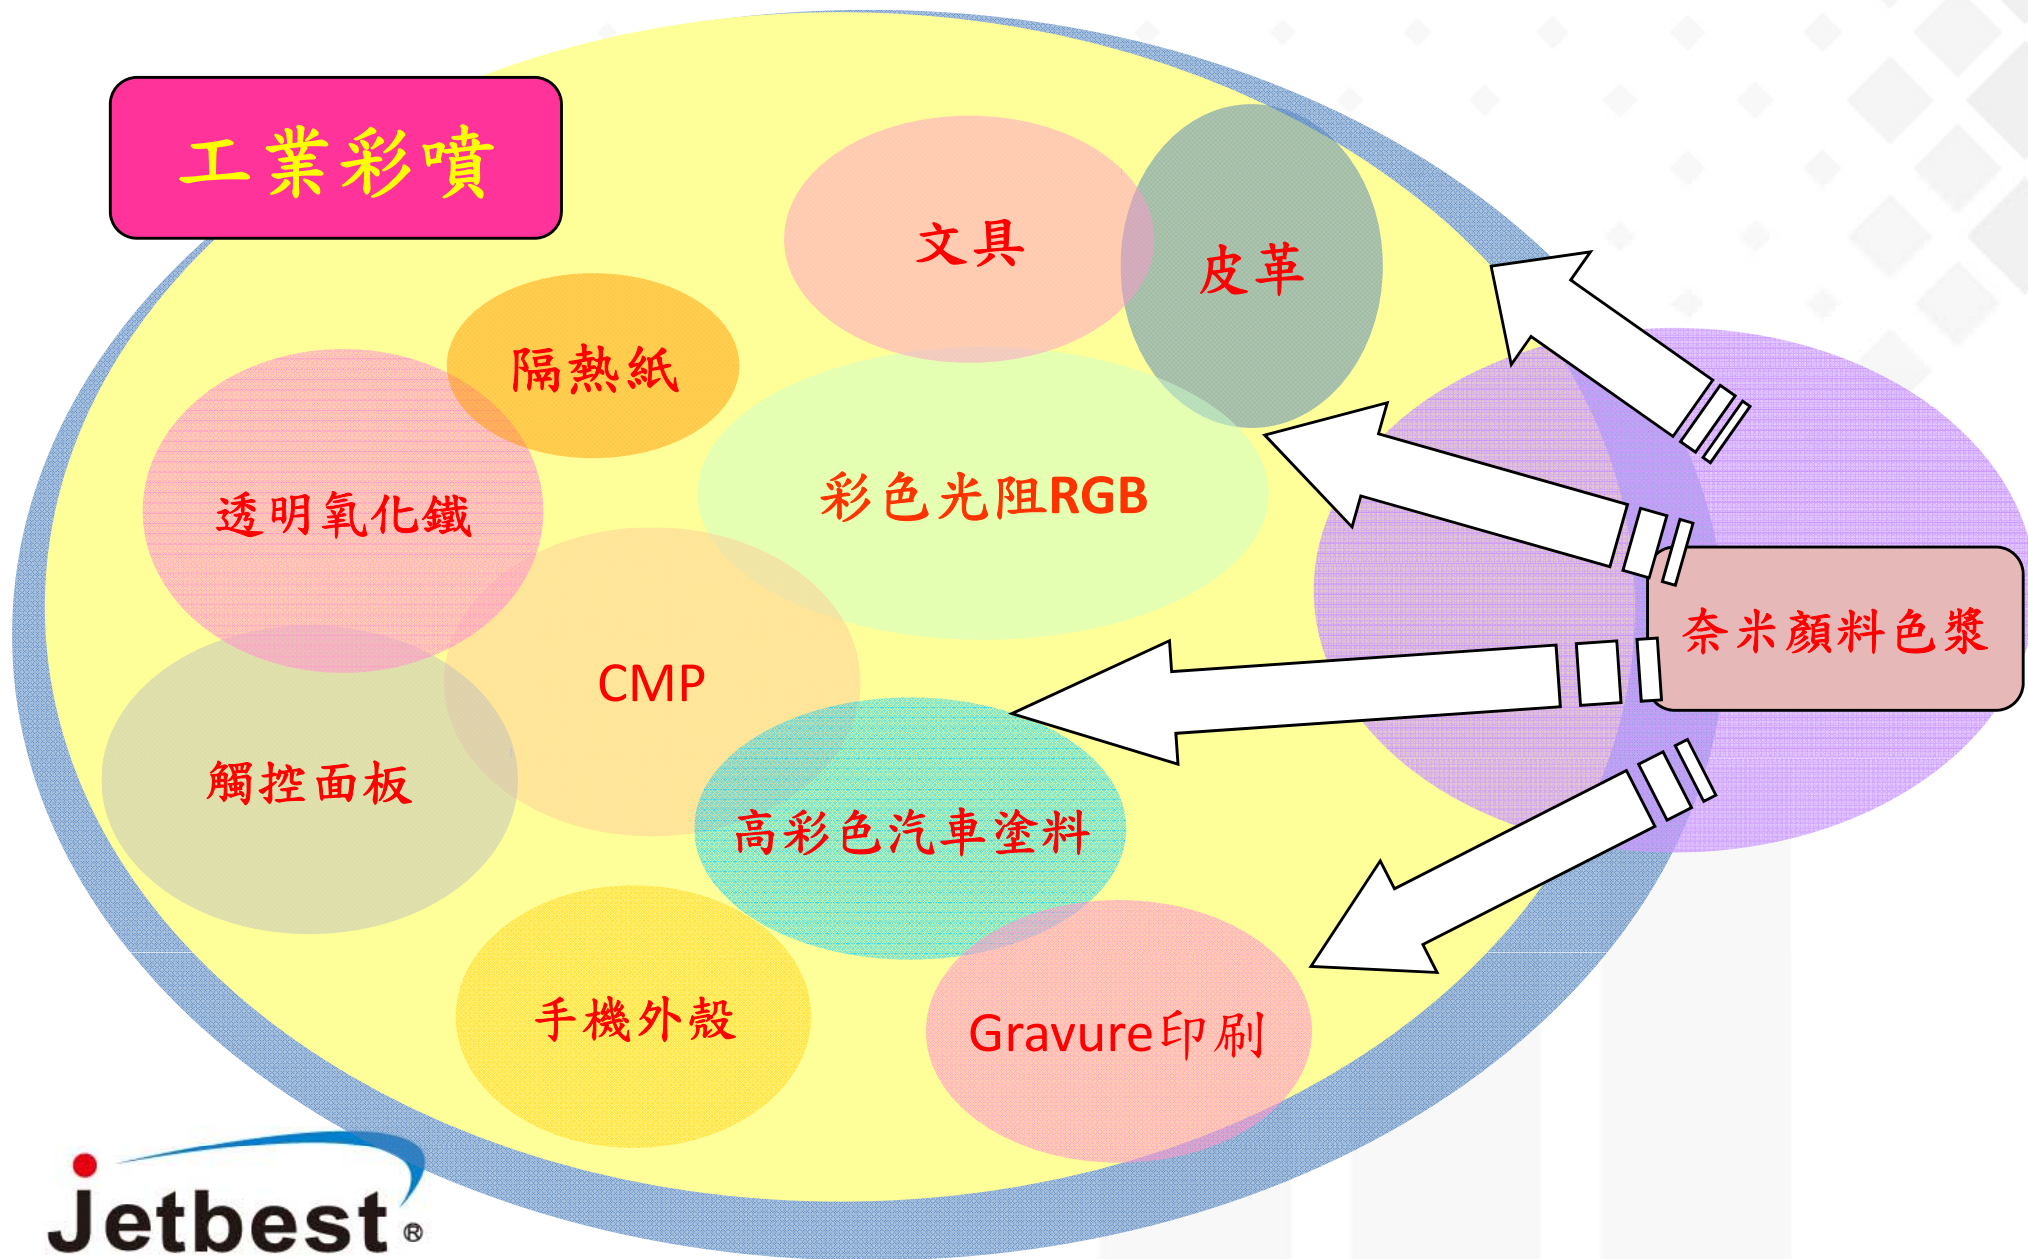 工業彩噴
文具
皮革
隔熱紙
透明氧化鐵
彩色光阻RGB
奈米顏料色漿
CMP
觸控面板
高彩色汽車塗料
手機外殼
Gravure印刷
Jetbest®